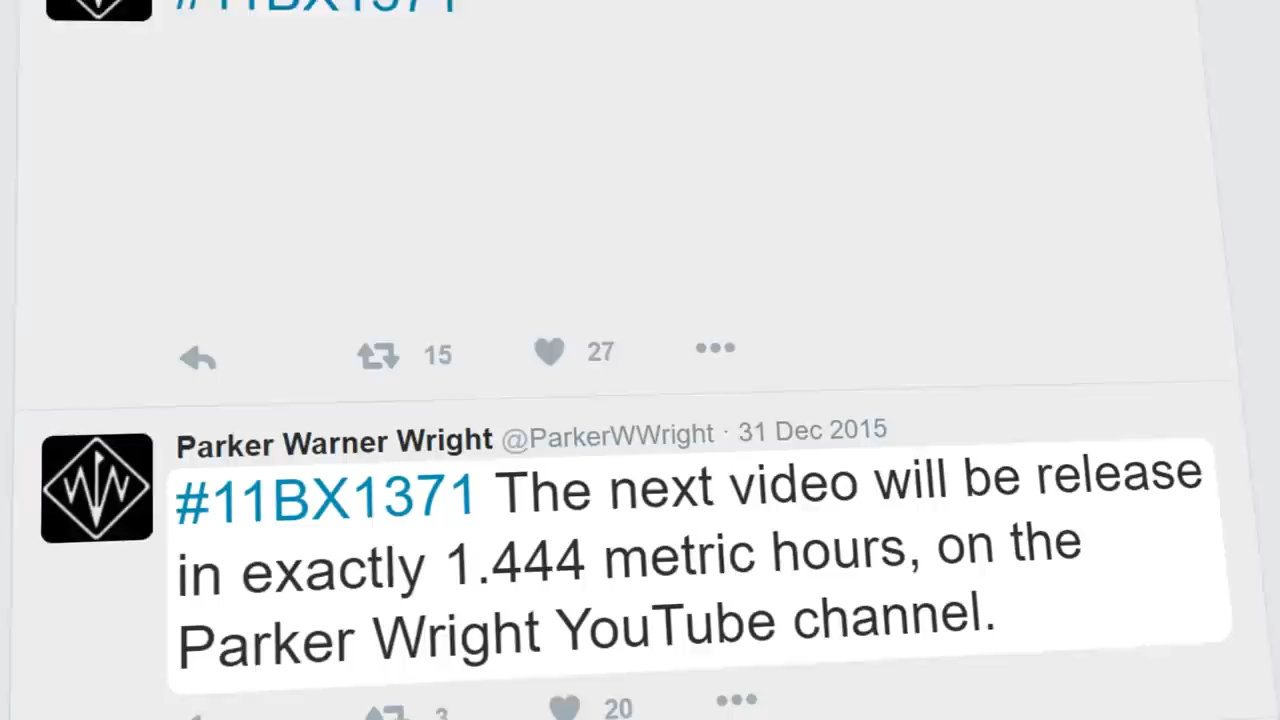 #11BX1371
15 27
Parker Warner Wright @ParkerWWright · 31 Dec 2015
#11BX1371 The next video will be release
in exactly 1.444 metric hours, on the
Parker Wright YouTube channel.
3 20